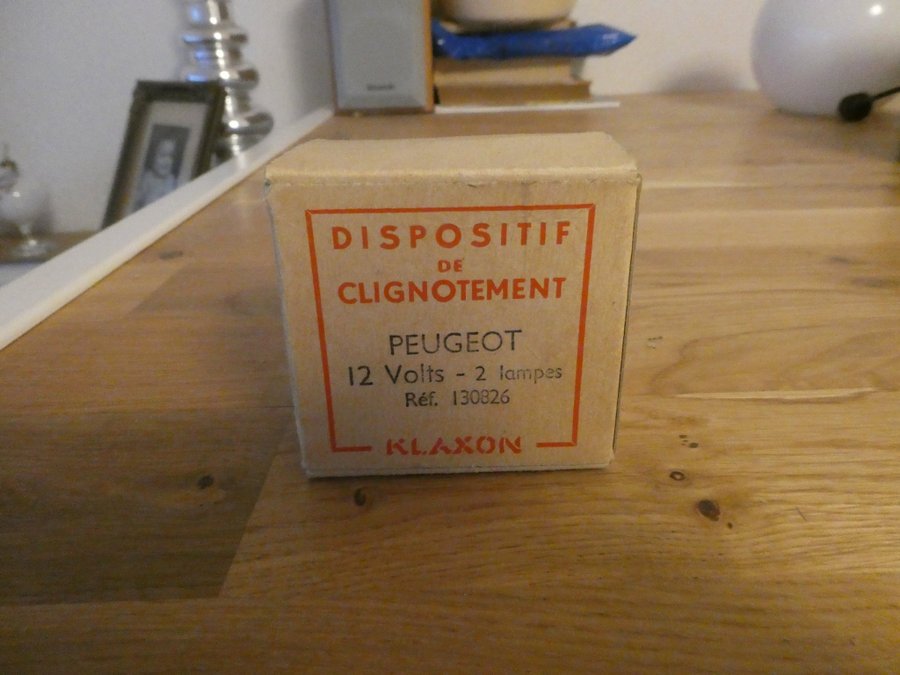 DISPOSITIF
DE
CLIGNOTEMENT
PEUGEOT
12 Volts - 2 lampes
Réf. 130826
KLAXON